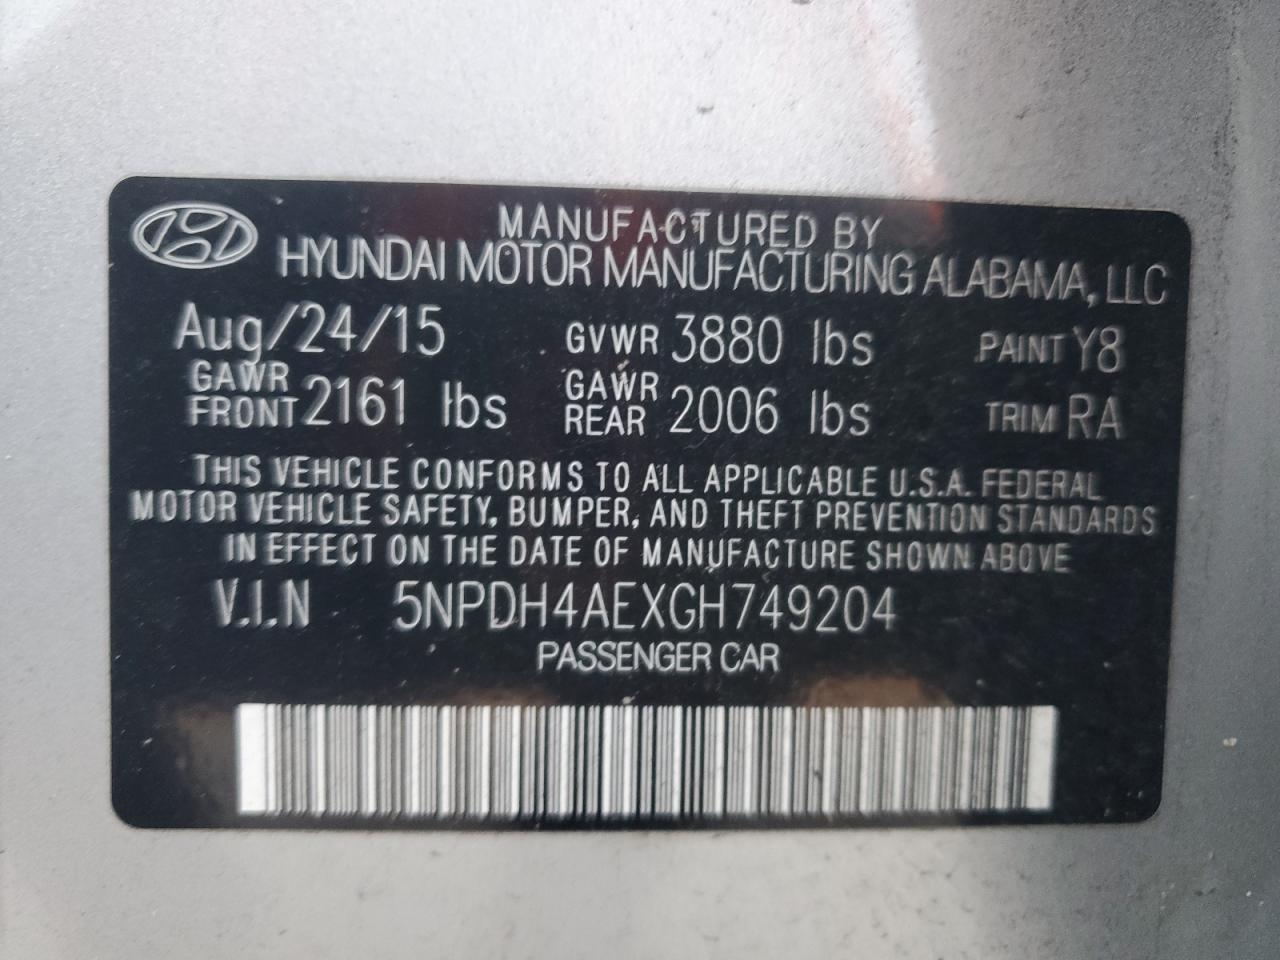 MANUFACTURED BY
HYUNDAI MOTOR MANUFACTURING ALABAMA, LLC
Aug/24/15 GVWR 3880 lbs PAINT Y8
GAWR FRONT 2161 lbs GAWR REAR 2006 lbs TRIM RA
THIS VEHICLE CONFORMS TO ALL APPLICABLE U.S.A. FEDERAL
MOTOR VEHICLE SAFETY, BUMPER, AND THEFT PREVENTION STANDARDS
IN EFFECT ON THE DATE OF MANUFACTURE SHOWN ABOVE
V.I.N 5NPDH4AEXGH749204
PASSENGER CAR